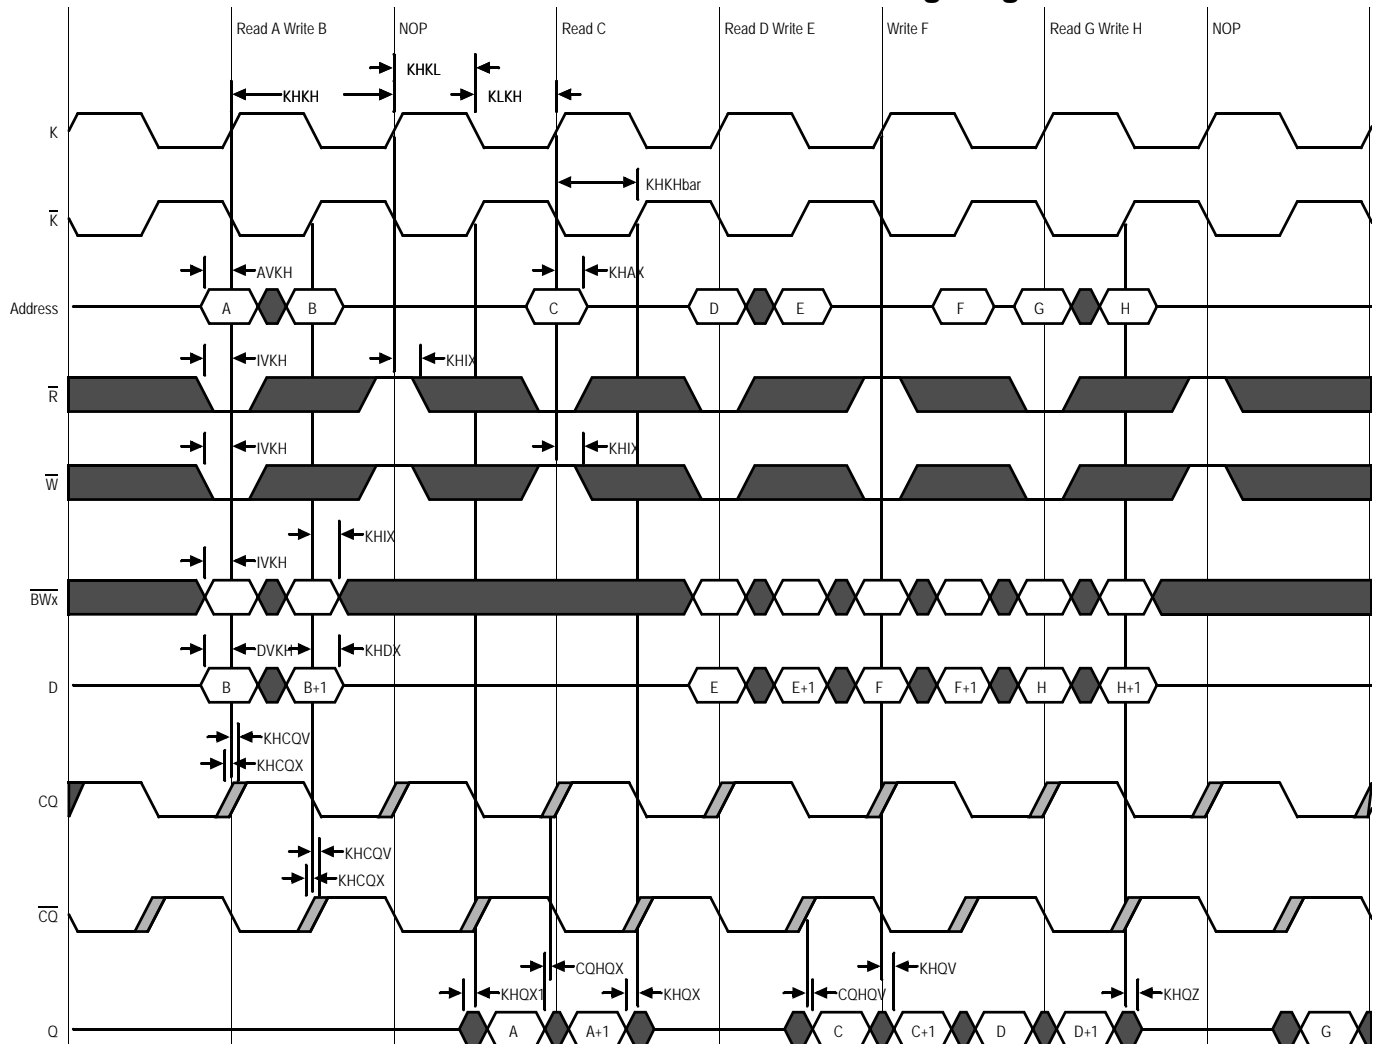 Read A Write B NOP Read C Read D Write E Write F Read G Write H NOP
KHKL
KHKH KLKH
K
KHKHbar
K
AVKH KHAX
Address A B C D E F G H
IVKH KHIX
R
IVKH KHIX
W
KHIX
IVKH
BWx
DVKH KHDX
D B B+1 E E+1 F F+1 H H+1
KHCQV
KHCQX
CQ
KHCQV
KHCQX
CQ
CQHQX KHQV
KHQX1 KHQX CQHQV KHQZ
Q A A+1 C C+1 D D+1 G